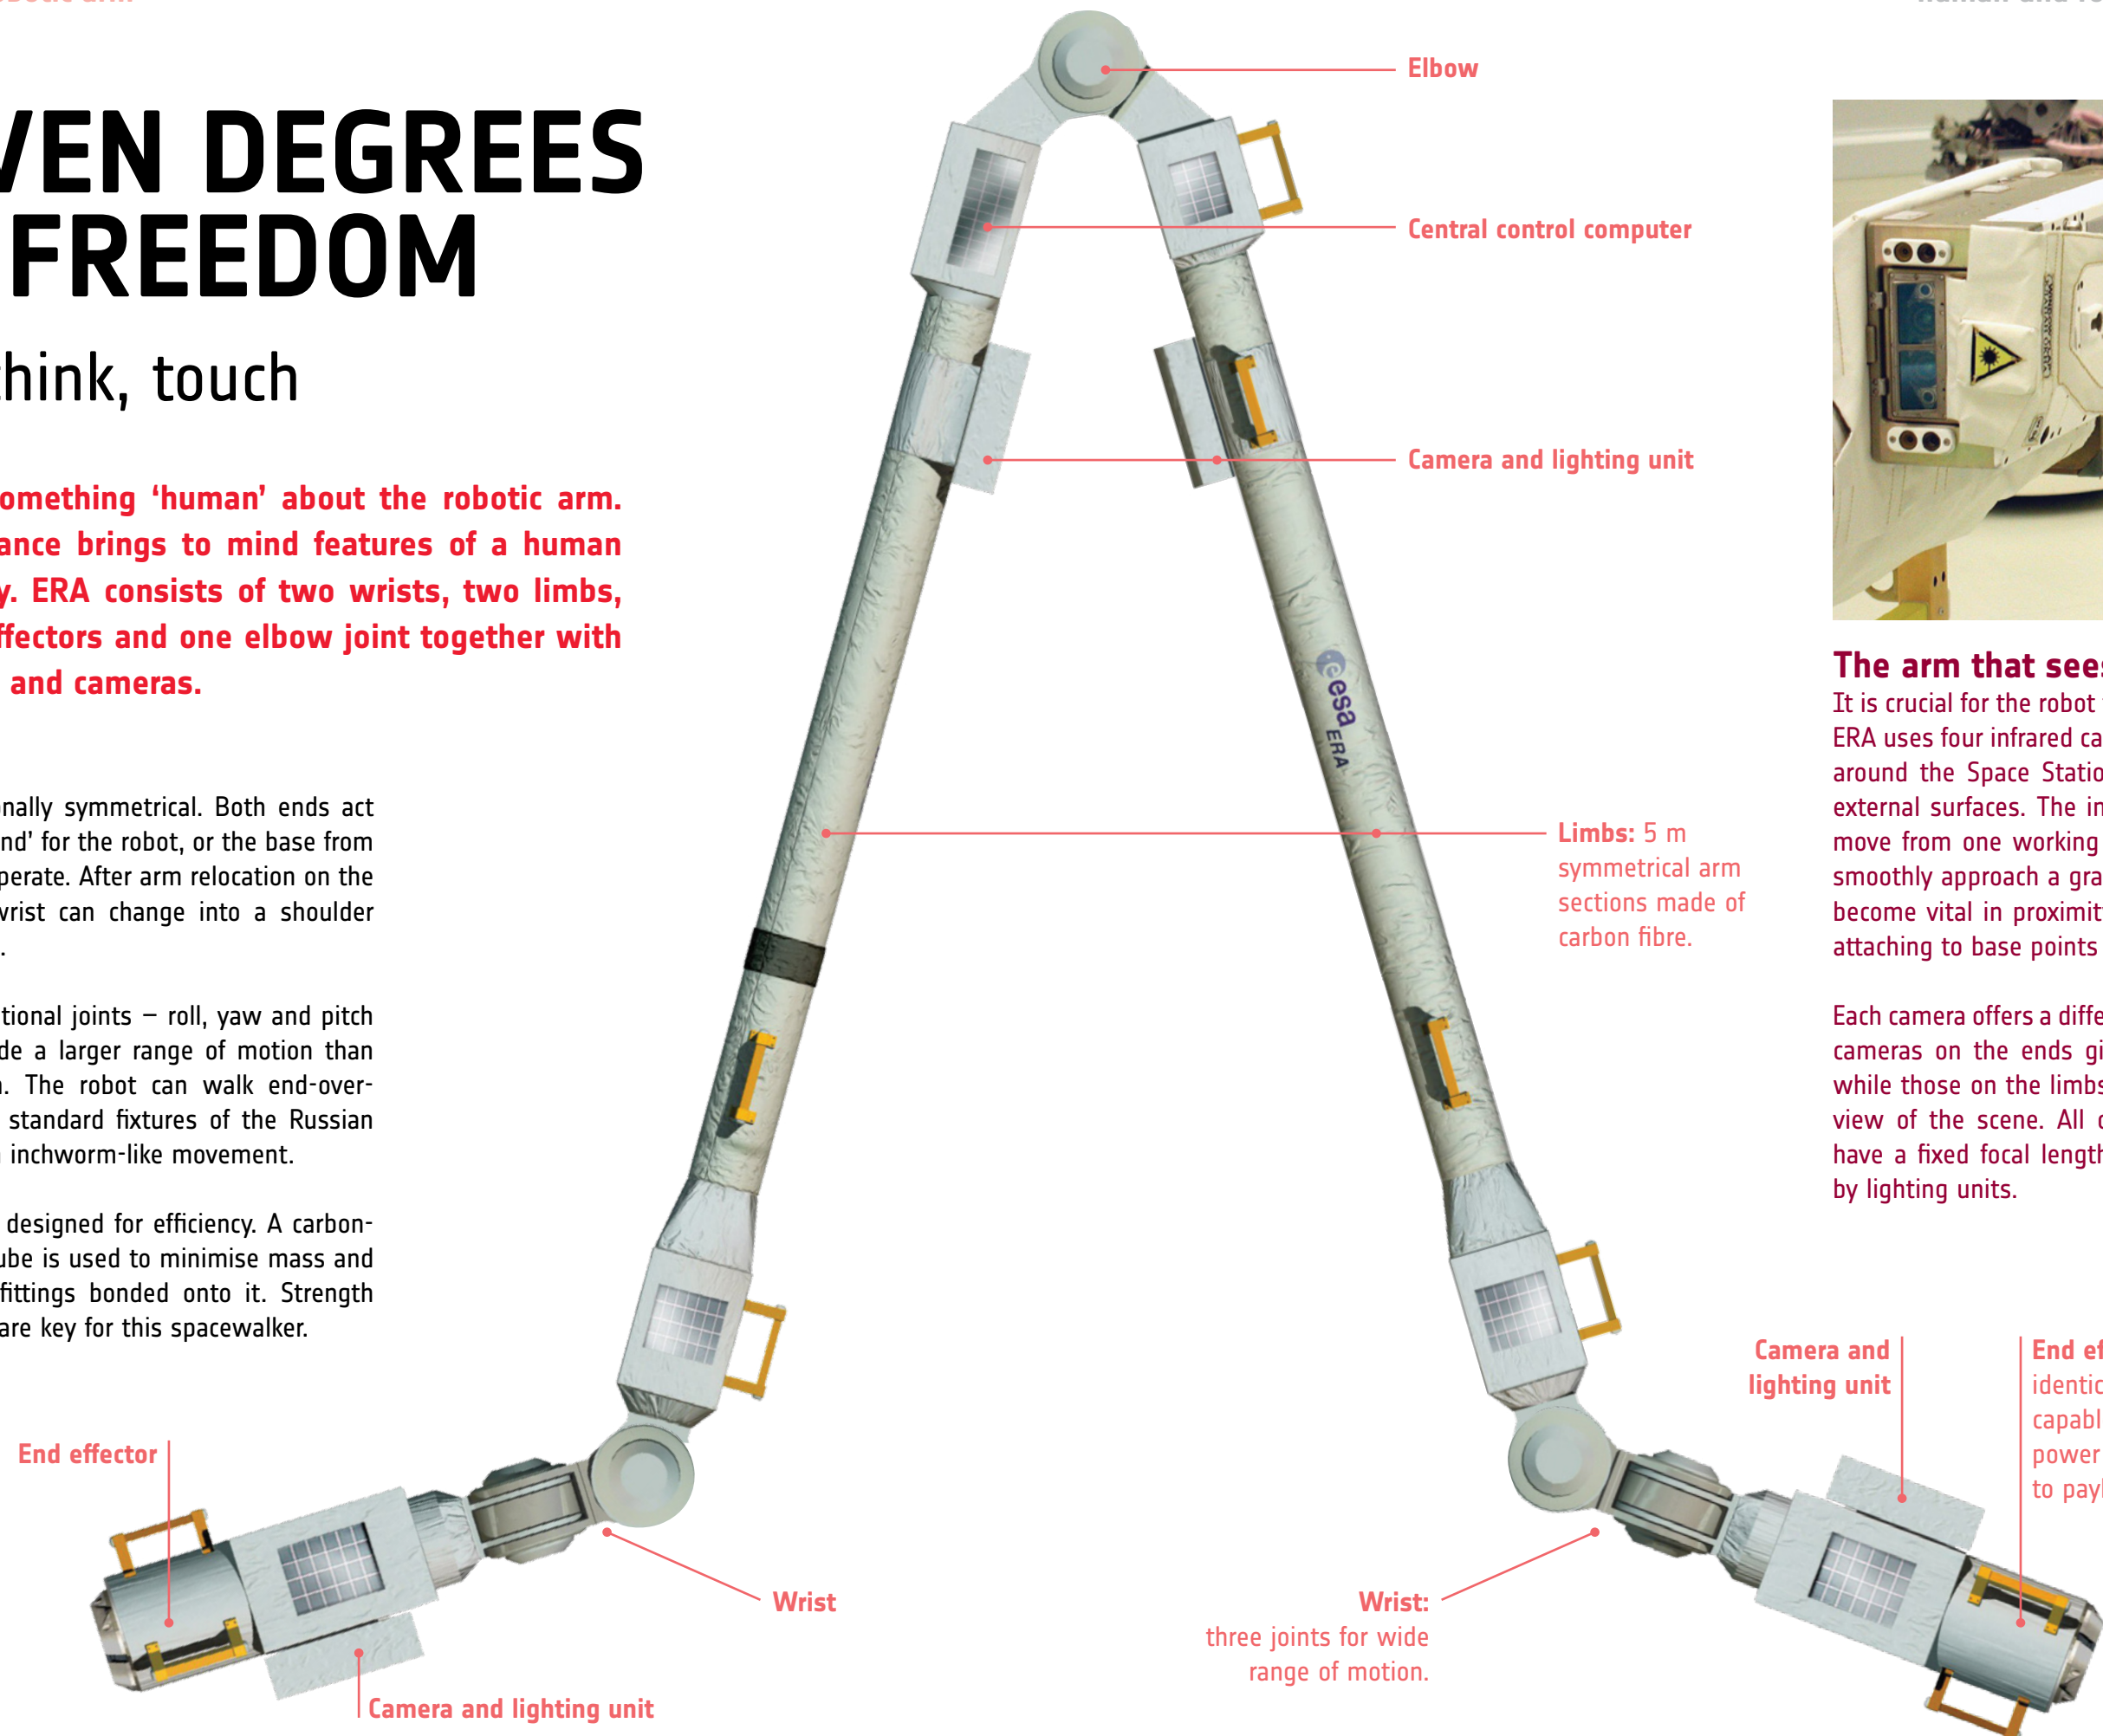 VEN DEGREES
FREEDOM
think, touch
omething ‘human’ about the robotic arm.
ance brings to mind features of a human
y. ERA consists of two wrists, two limbs,
ffectors and one elbow joint together with
and cameras.
onally symmetrical. Both ends act
nd’ for the robot, or the base from
perate. After arm relocation on the
wrist can change into a shoulder
.
tional joints – roll, yaw and pitch
de a larger range of motion than
. The robot can walk end-over-
standard fixtures of the Russian
inchworm-like movement.
designed for efficiency. A carbon-
ube is used to minimise mass and
fittings bonded onto it. Strength
are key for this spacewalker.
Elbow
Central control computer
Camera and lighting unit
esa
ERA
Limbs: 5 m
symmetrical arm
sections made of
carbon fibre.
End effector
Camera and lighting unit
Wrist
Wrist:
three joints for wide
range of motion.
Camera and
lighting unit
End ef
identic
capabl
power
to payl
The arm that sees
It is crucial for the robot
ERA uses four infrared ca
around the Space Statio
external surfaces. The in
move from one working
smoothly approach a gra
become vital in proximit
attaching to base points
Each camera offers a diffe
cameras on the ends gi
while those on the limbs
view of the scene. All c
have a fixed focal length
by lighting units.